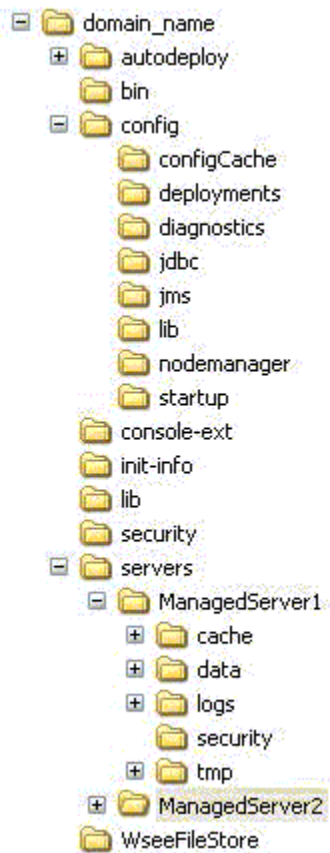 domain_name
autodeploy
bin
config
configCache
deployments
diagnostics
jdbc
jms
lib
nodemanager
startup
console-ext
init-info
lib
security
servers
ManagedServer1
cache
data
logs
security
tmp
ManagedServer2
WseeFileStore